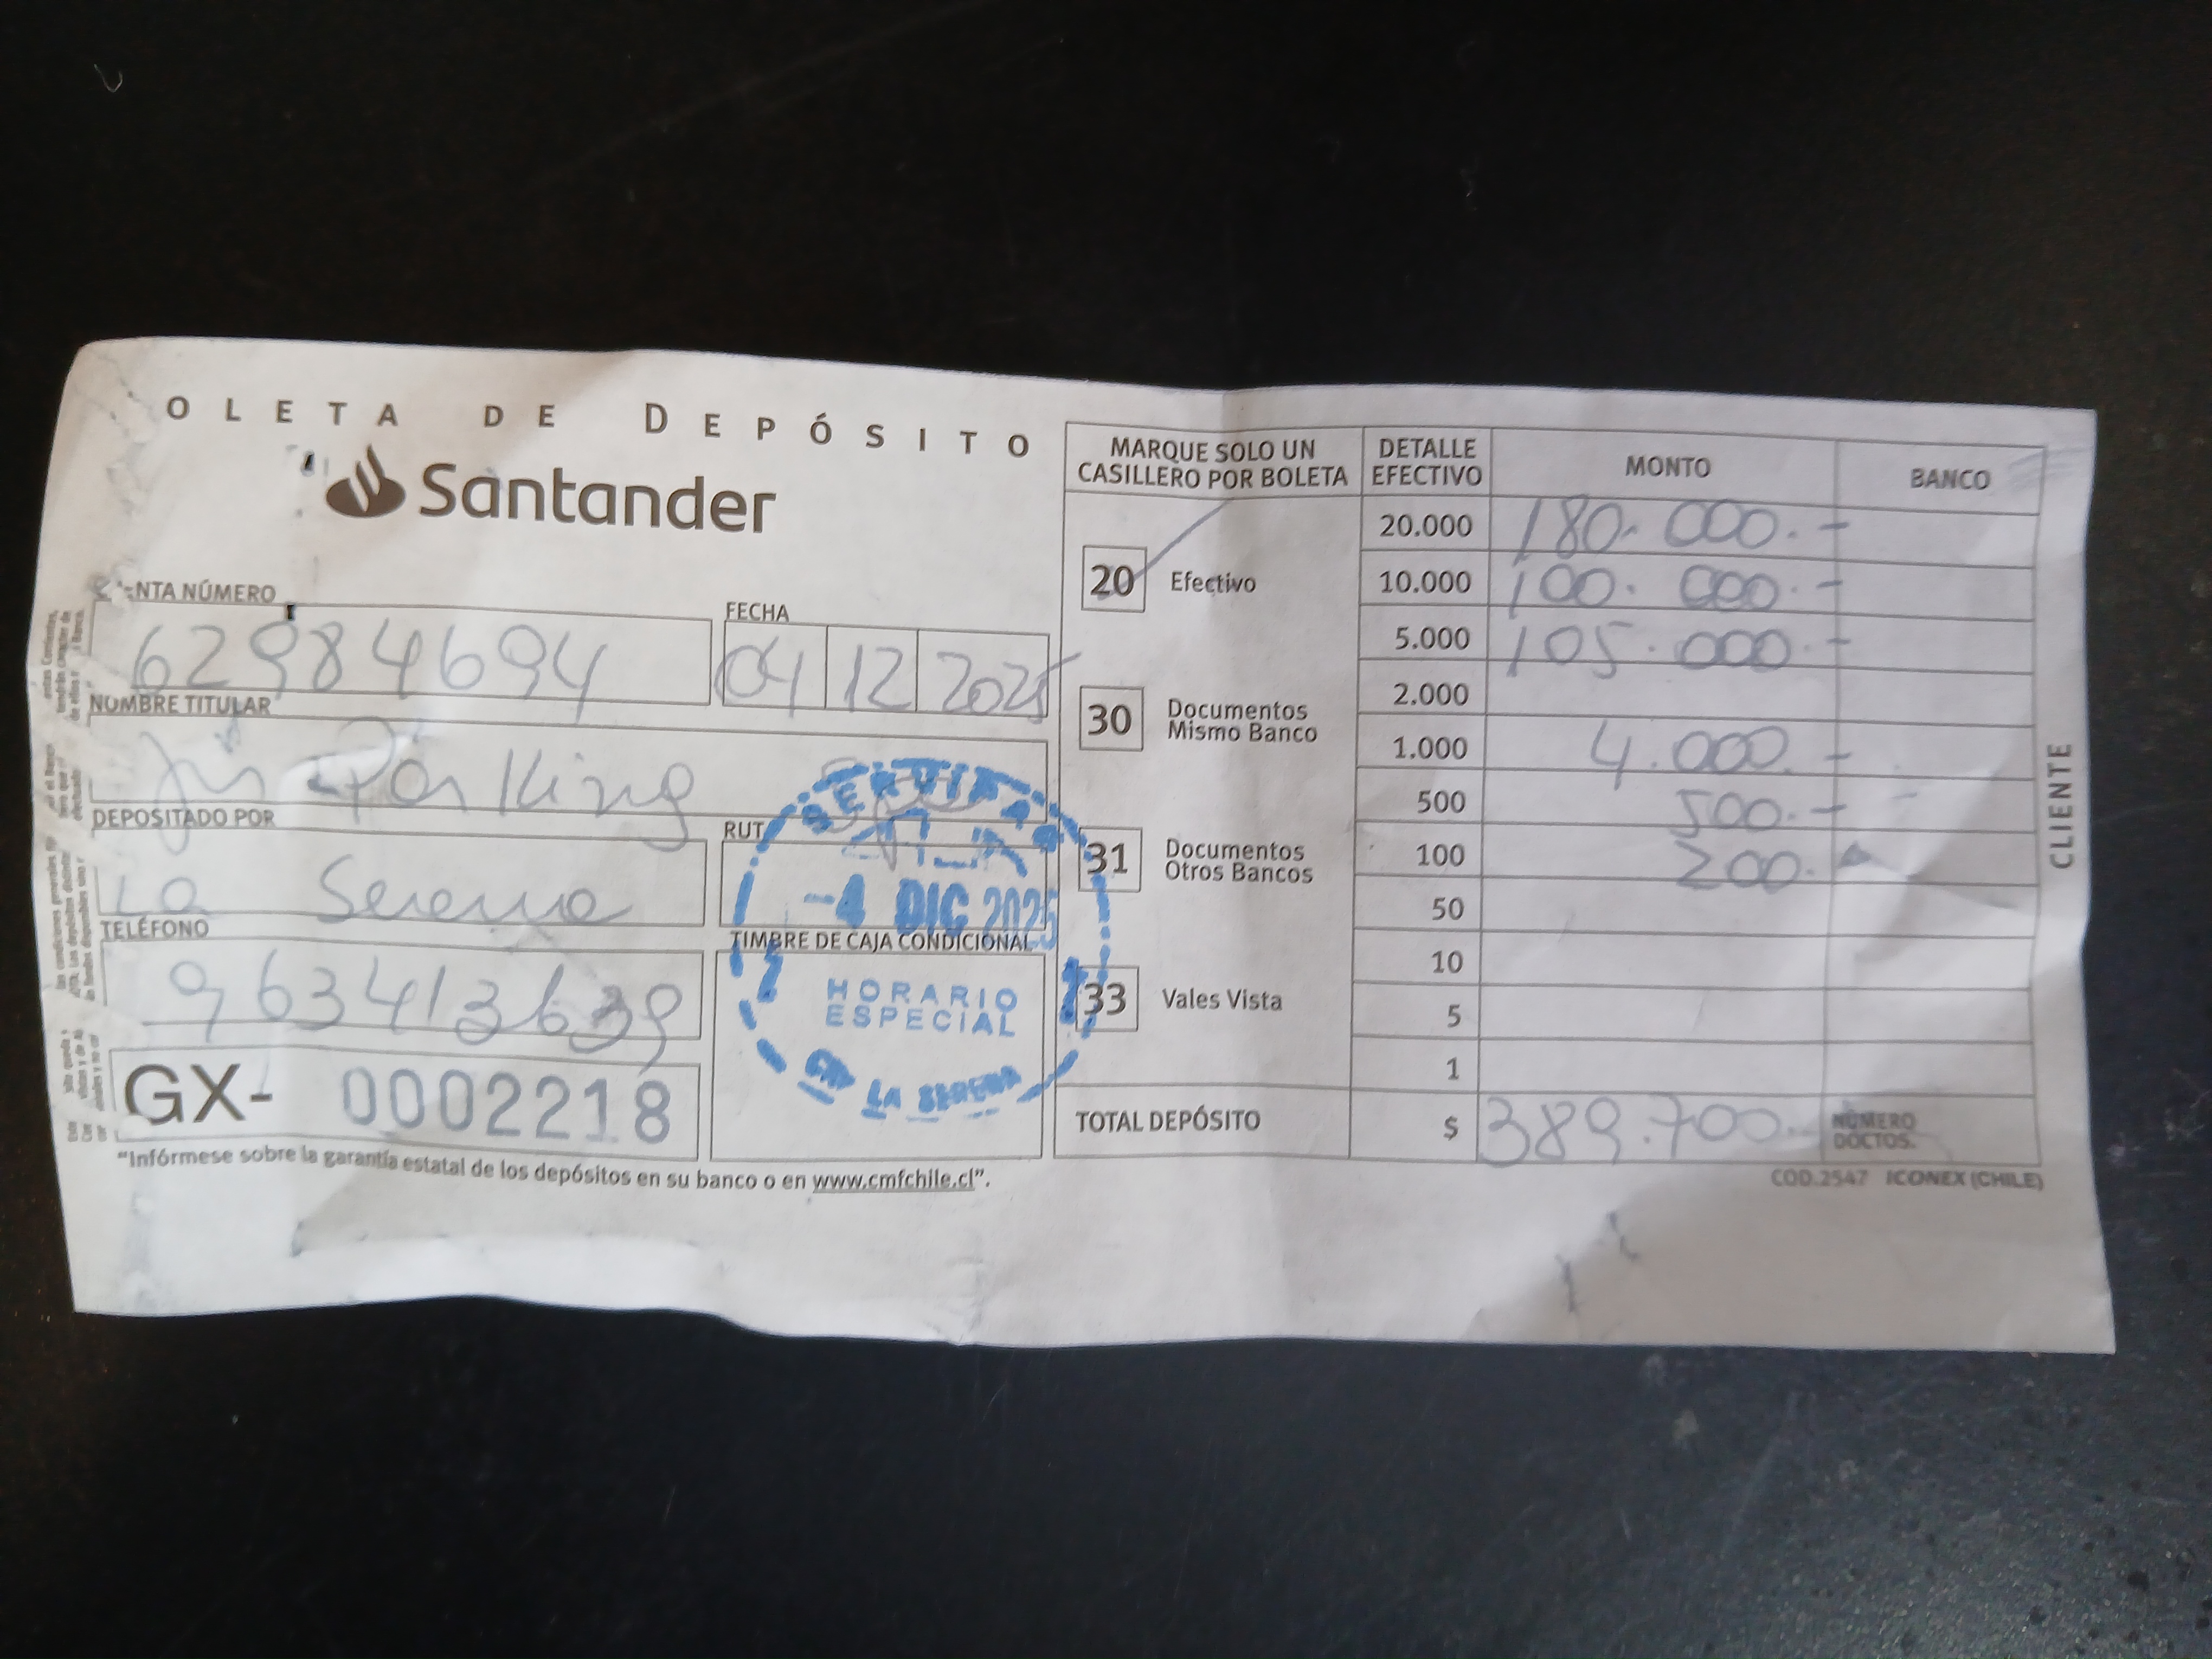 OLETA DE DEPÓSITO
Santander
ENTA NÚMERO
62984694
FECHA
04 12 2025
NOMBRE TITULAR
Parking
DEPOSITADO POR
La Serena
RUT
TELÉFONO
963413639
TIMBRE DE CAJA CONDICIONAL
-4 DIC 2025
HORARIO
ESPECIAL
LA SERENA
GX- 0002218
"Infórmese sobre la garantía estatal de los depósitos en su banco o en www.cmfchile.cl".
MARQUE SOLO UN
CASILLERO POR BOLETA
20 Efectivo
30 Documentos
Mismo Banco
31 Documentos
Otros Bancos
33 Vales Vista
DETALLE
EFECTIVO
MONTO
BANCO
20.000 180.000.-
10.000 100.000.-
5.000 105.000.-
2.000
1.000 4.000.-
500 500.-
100 200.-
50
10
5
1
TOTAL DEPÓSITO $ 389.700.-
NÚMERO
DOCTOS.
COD.2547 ICONEX (CHILE)
CLIENTE